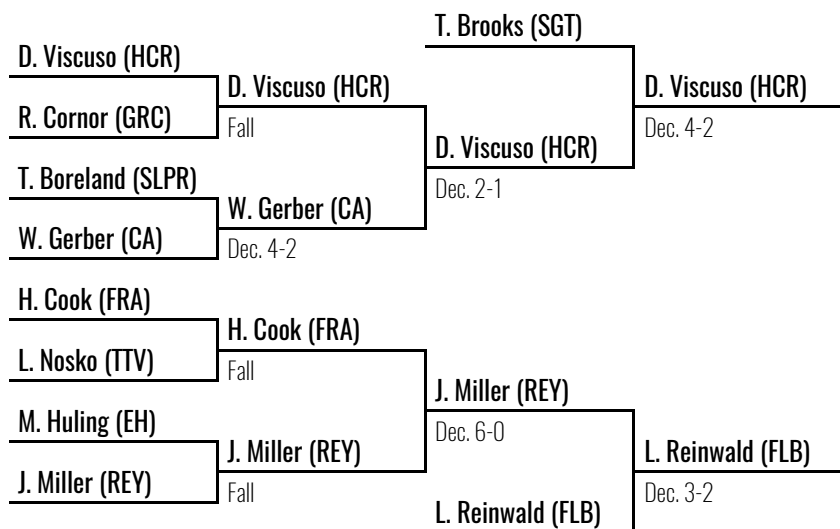 D. Viscuso (HCR)
R. Cornor (GRC)
T. Boreland (SLPR)
W. Gerber (CA)
H. Cook (FRA)
L. Nosko (TTV)
M. Huling (EH)
J. Miller (REY)
D. Viscuso (HCR)
Fall
W. Gerber (CA)
Dec. 4-2
H. Cook (FRA)
Fall
J. Miller (REY)
Fall
T. Brooks (SGT)
D. Viscuso (HCR)
Dec. 2-1
J. Miller (REY)
Dec. 6-0
L. Reinwald (FLB)
D. Viscuso (HCR)
Dec. 4-2
L. Reinwald (FLB)
Dec. 3-2